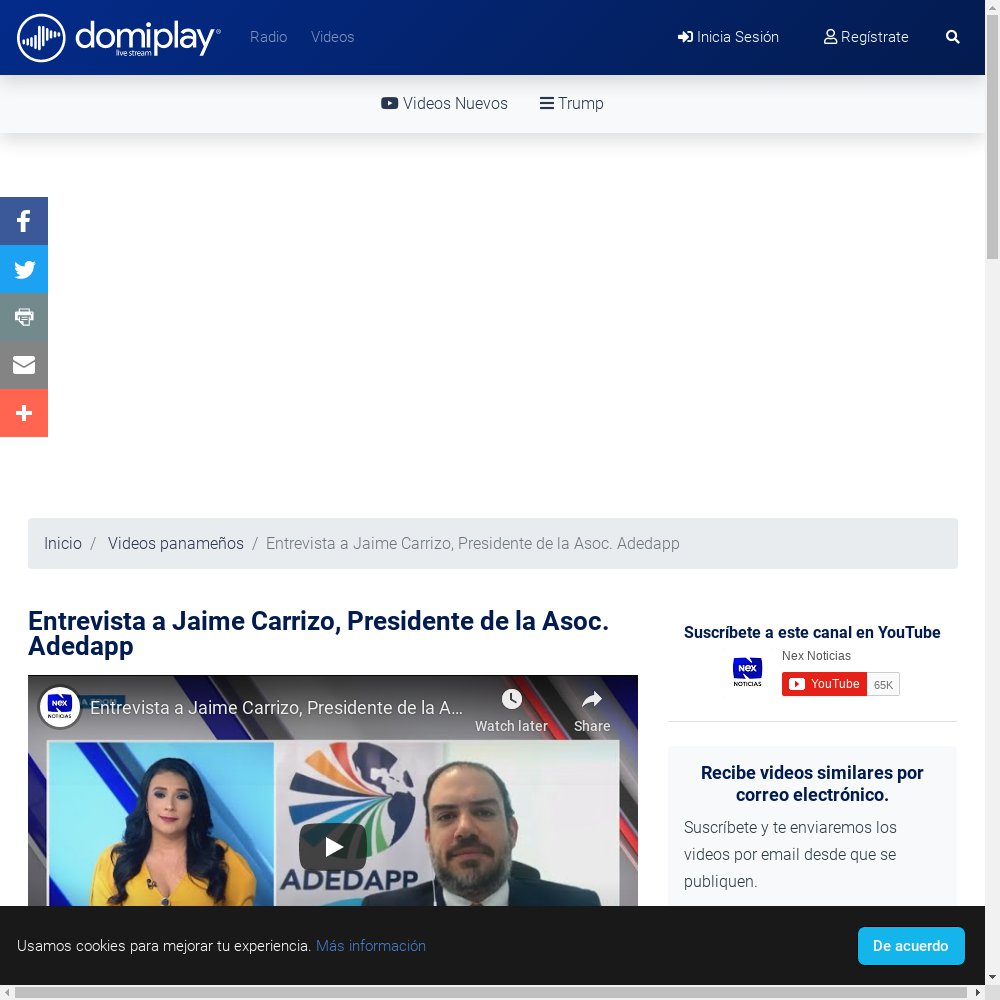 domiplay®
live stream
Radio
Videos
Inicia Sesión
Regístrate
Videos Nuevos
Trump
Inicio / Videos panameños / Entrevista a Jaime Carrizo, Presidente de la Asoc. Adedapp
Entrevista a Jaime Carrizo, Presidente de la Asoc.
Adedapp
NEX
NOTICIAS
Entrevista a Jaime Carrizo, Presidente de la A...
Watch later
Share
ADEDAPP
Suscríbete a este canal en YouTube
NEX
NOTICIAS
Nex Noticias
YouTube
65K
Recibe videos similares por
correo electrónico.
Suscríbete y te enviaremos los
videos por email desde que se
publiquen.
Usamos cookies para mejorar tu experiencia. Más información
De acuerdo